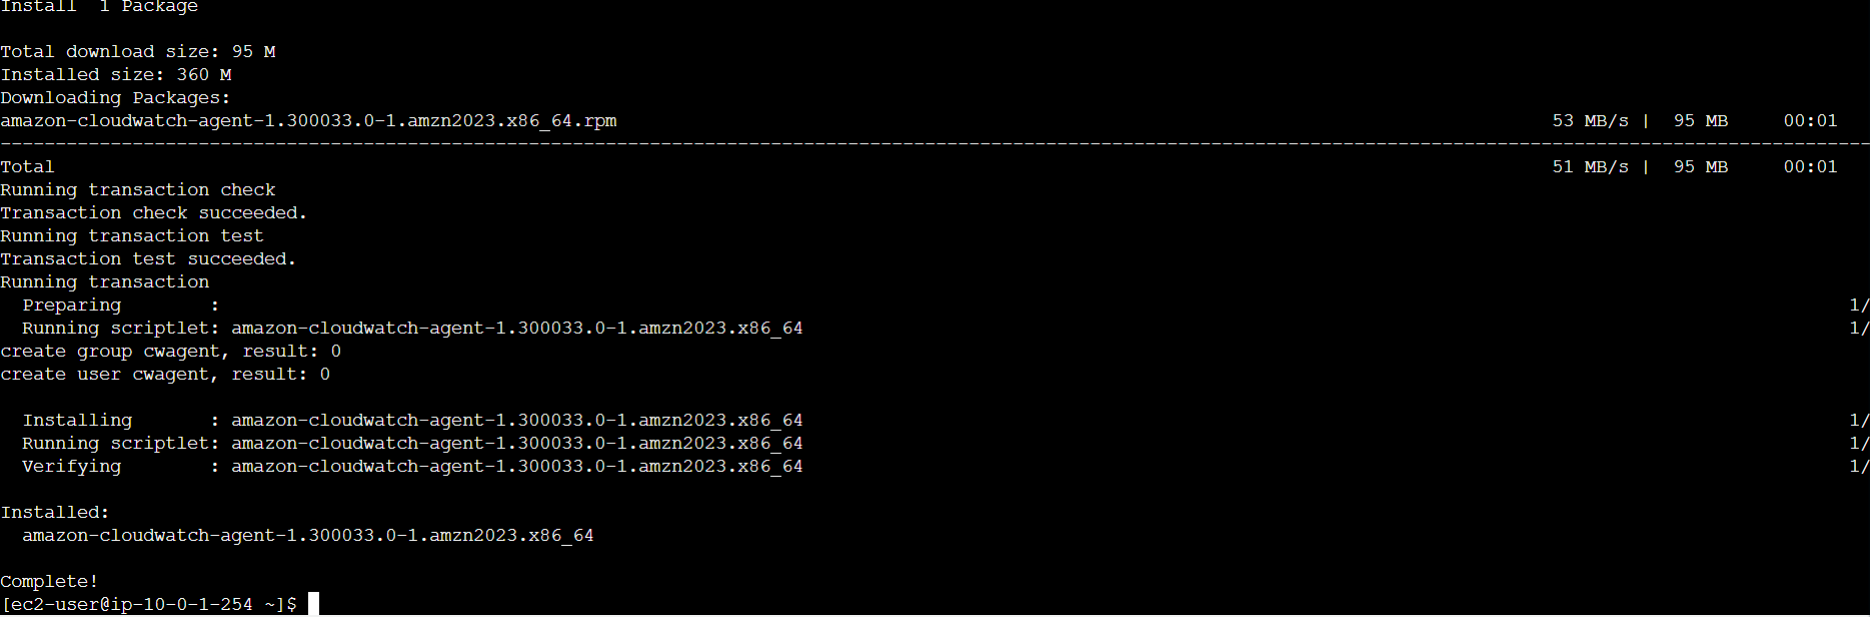 Install  1 Package
Total download size: 95 M
Installed size: 360 M
Downloading Packages:
amazon-cloudwatch-agent-1.300033.0-1.amzn2023.x86_64.rpm 53 MB/s |  95 MB     00:01
--------------------------------------------------------------------------------
Total 51 MB/s |  95 MB     00:01
Running transaction check
Transaction check succeeded.
Running transaction test
Transaction test succeeded.
Running transaction
  Preparing        : 1/
  Running scriptlet: amazon-cloudwatch-agent-1.300033.0-1.amzn2023.x86_64 1/
create group cwagent, result: 0
create user cwagent, result: 0
  Installing       : amazon-cloudwatch-agent-1.300033.0-1.amzn2023.x86_64 1/
  Running scriptlet: amazon-cloudwatch-agent-1.300033.0-1.amzn2023.x86_64 1/
  Verifying        : amazon-cloudwatch-agent-1.300033.0-1.amzn2023.x86_64 1/
Installed:
  amazon-cloudwatch-agent-1.300033.0-1.amzn2023.x86_64
Complete!
[ec2-user@ip-10-0-1-254 ~]$